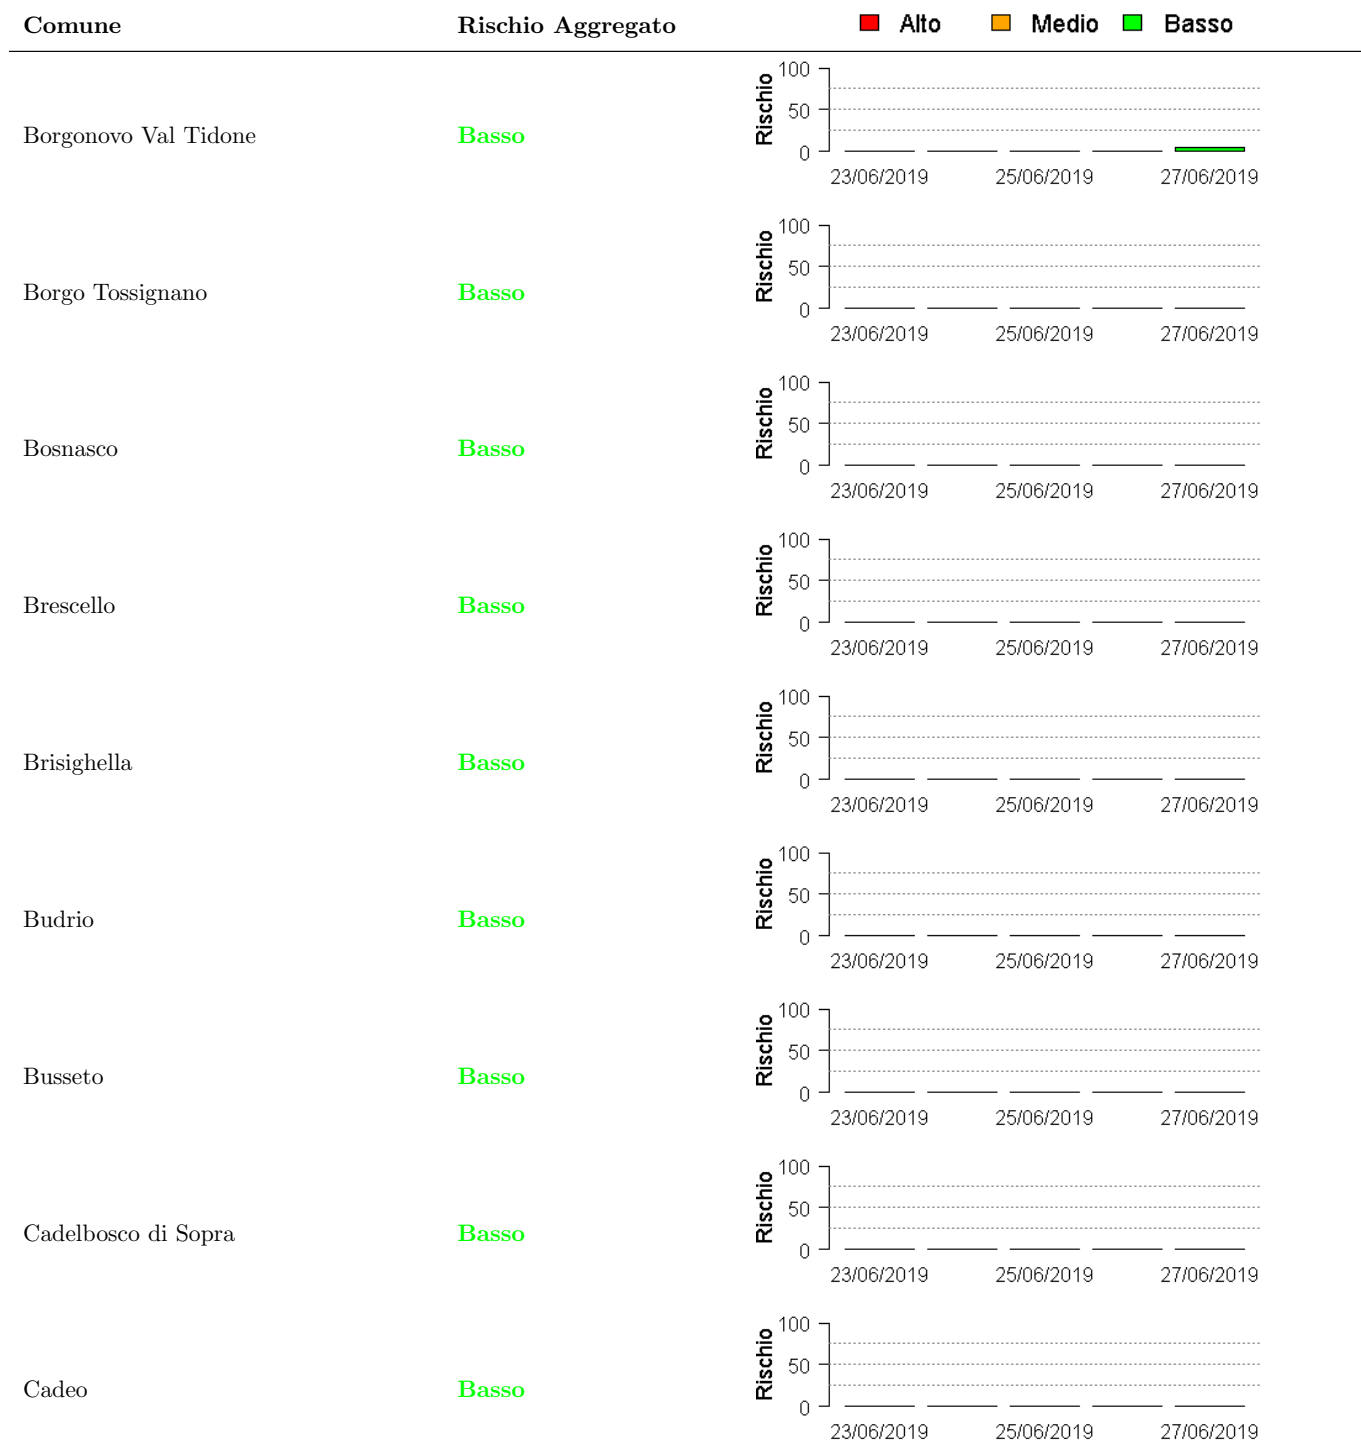 Comune Rischio Aggregato Alto Medio Basso
Rischio
100
50
0
Borgonovo Val Tidone Basso
23/06/2019 25/06/2019 27/06/2019
Rischio
100
50
0
Borgo Tossignano Basso
23/06/2019 25/06/2019 27/06/2019
Rischio
100
50
0
Bosnasco Basso
23/06/2019 25/06/2019 27/06/2019
Rischio
100
50
0
Brescello Basso
23/06/2019 25/06/2019 27/06/2019
Rischio
100
50
0
Brisighella Basso
23/06/2019 25/06/2019 27/06/2019
Rischio
100
50
0
Budrio Basso
23/06/2019 25/06/2019 27/06/2019
Rischio
100
50
0
Busseto Basso
23/06/2019 25/06/2019 27/06/2019
Rischio
100
50
0
Cadelbosco di Sopra Basso
23/06/2019 25/06/2019 27/06/2019
Rischio
100
50
0
Cadeo Basso
23/06/2019 25/06/2019 27/06/2019